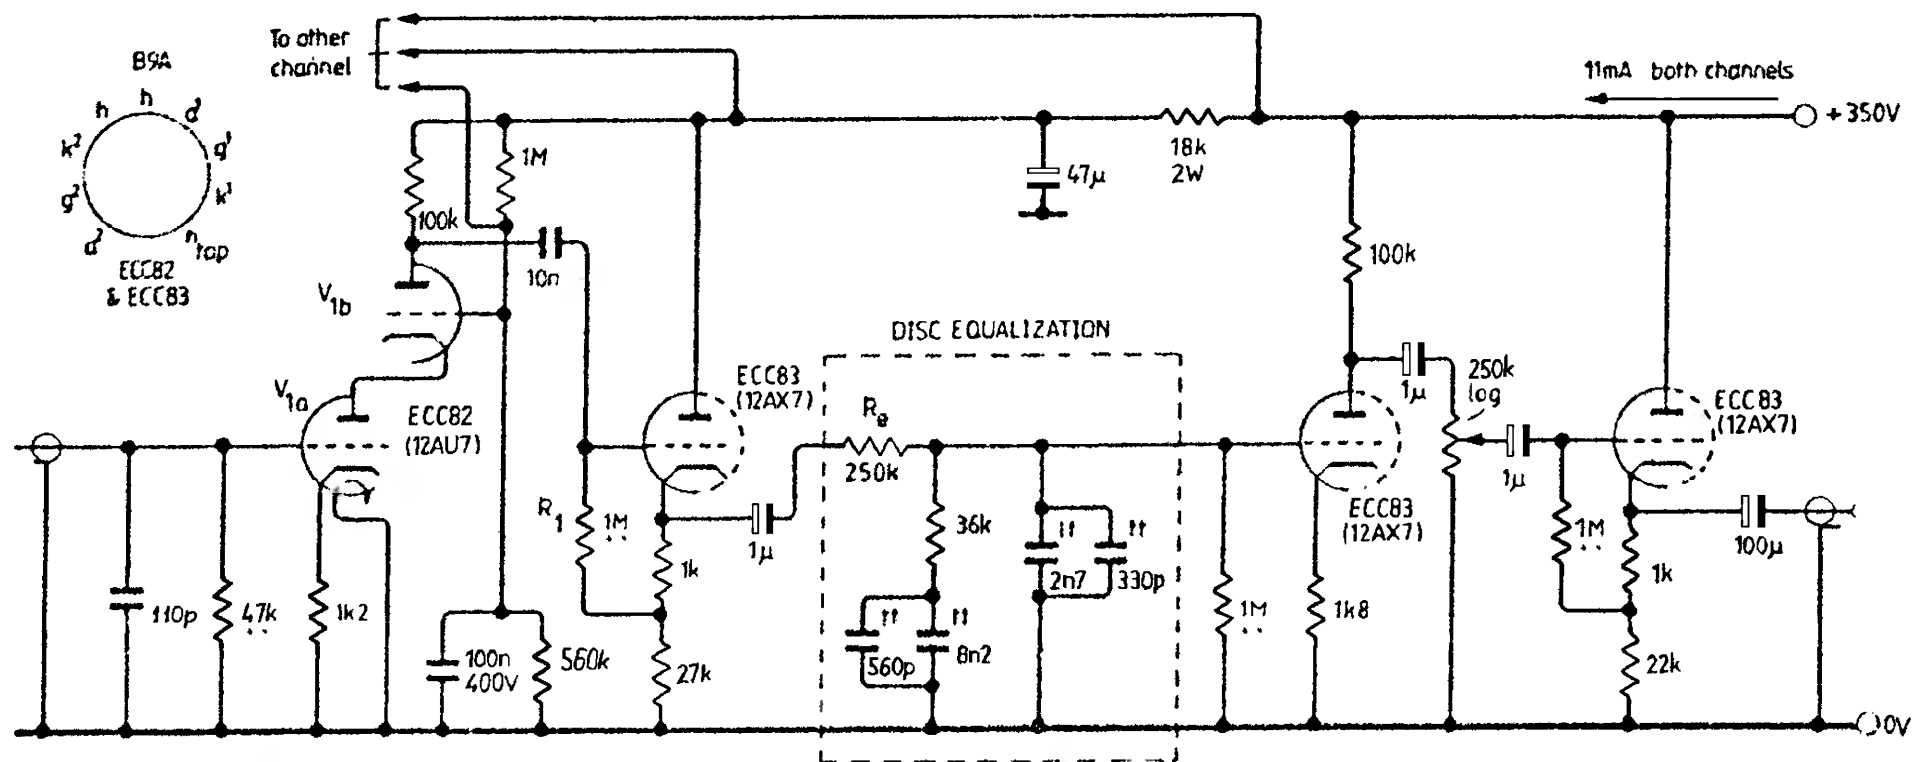 To other
channel
B9A
h
h
a¹
g¹
k¹
h tap
a²
g²
k²
ECC82
& ECC83
11mA both channels
+350V
1M
100k
10n
47µ
18k
2W
100k
V1b
V1a
ECC82
(12AU7)
ECC83
(12AX7)
DISC EQUALIZATION
Re
250k
1µ
250k
log
1µ
ECC83
(12AX7)
ECC83
(12AX7)
R1
1M
1k
1µ
36k
††
††
2n7
330p
††
††
560p
8n2
110p
47k
1k2
100n
400V
560k
27k
1M
1k8
1M
1k
100µ
22k
0V